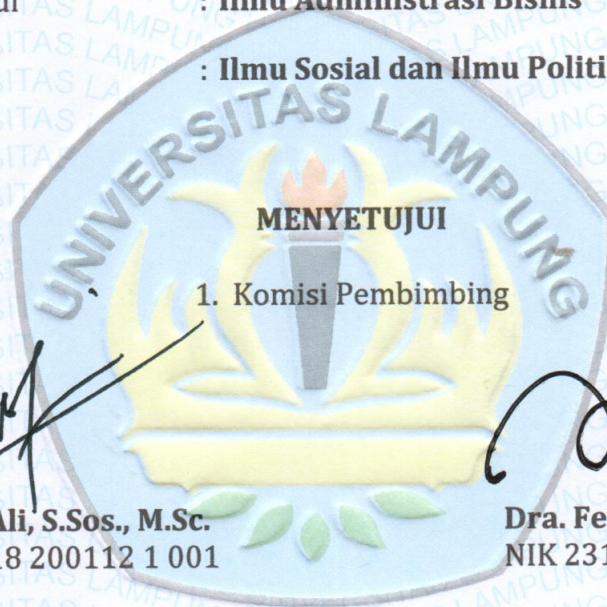 : Ilmu Administrasi Bisnis
: Ilmu Sosial dan Ilmu Politi
UNIVERSITAS LAMPUNG
MENYETUJUI
1. Komisi Pembimbing
Ali, S.Sos., M.Sc.
Dra. Fe
18 200112 1 001
NIK 231